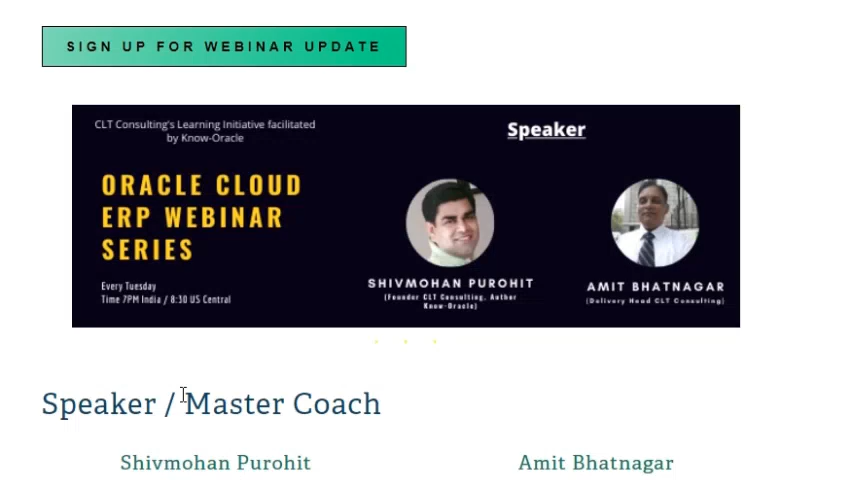 SIGN UP FOR WEBINAR UPDATE
CLT Consulting's Learning Initiative facilitated
by Know-Oracle
Speaker
ORACLE CLOUD
ERP WEBINAR
SERIES
Every Tuesday
Time 7PM India / 8:30 US Central
SHIVMOHAN PUROHIT
(Founder CLT Consulting, Author
Know-Oracle)
AMIT BHATNAGAR
(Delivery Head CLT Consulting)
Speaker / Master Coach
Shivmohan Purohit
Amit Bhatnagar